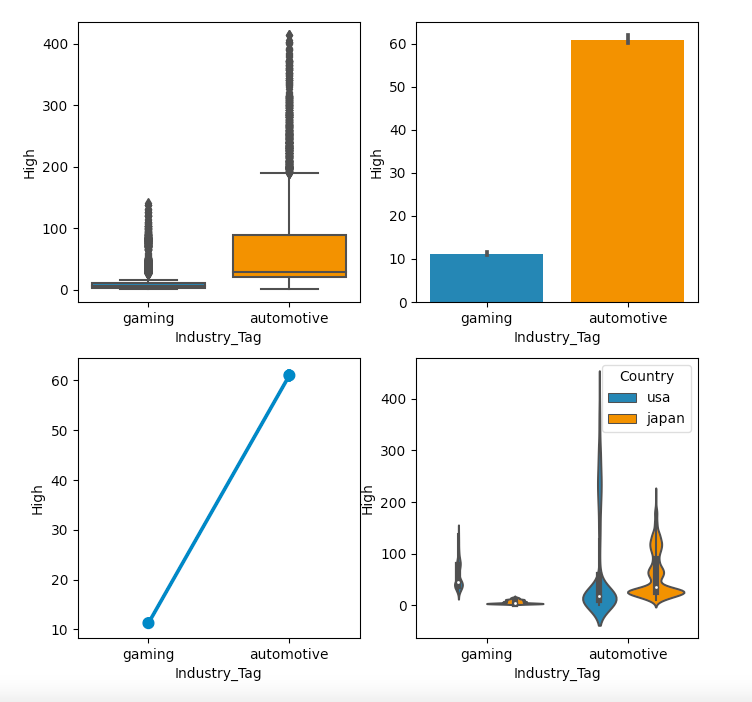 400
300
200
100
0
High
gaming
automotive
Industry_Tag
60
50
40
30
20
10
0
High
gaming
automotive
Industry_Tag
60
50
40
30
20
10
High
gaming
automotive
Industry_Tag
Country
usa
japan
400
300
200
100
0
High
gaming
automotive
Industry_Tag